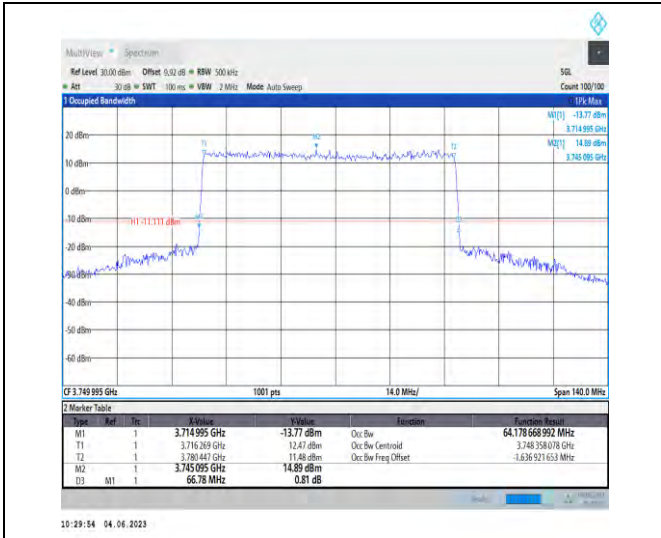 MultiView Spectrum
Ref Level 30.00 dBm Offset 0.92 dB RBW 500 kHz SGL
Att 30 dB SWT 100 ms VBW 2 MHz Mode Auto Sweep Count 100/100
1 Occupied Bandwidth 1Pk Max
M1[1] -13.77 dBm
3.714 995 GHz
M2[1] 14.89 dBm
3.745 095 GHz
20 dBm
T1 M2 T2
10 dBm
0 dBm
-10 dBm
H1 -11.111 dBm
-20 dBm
-30 dBm
-40 dBm
-50 dBm
-60 dBm
CF 3.749 995 GHz 1001 pts 14.0 MHz/ Span 140.0 MHz
2 Marker Table
Type Ref Trc X-Value Y-Value Function Function Result
M1 1 3.714 995 GHz -13.77 dBm Occ Bw 64.178 668 992 MHz
T1 1 3.716 269 GHz 12.47 dBm Occ Bw Centroid 3.748 358 078 GHz
T2 1 3.780 447 GHz 11.48 dBm Occ Bw Freq Offset -1.636 921 653 MHz
M2 1 3.745 095 GHz 14.89 dBm
D3 M1 1 66.78 MHz 0.81 dB
10:29:54 04.06.2023